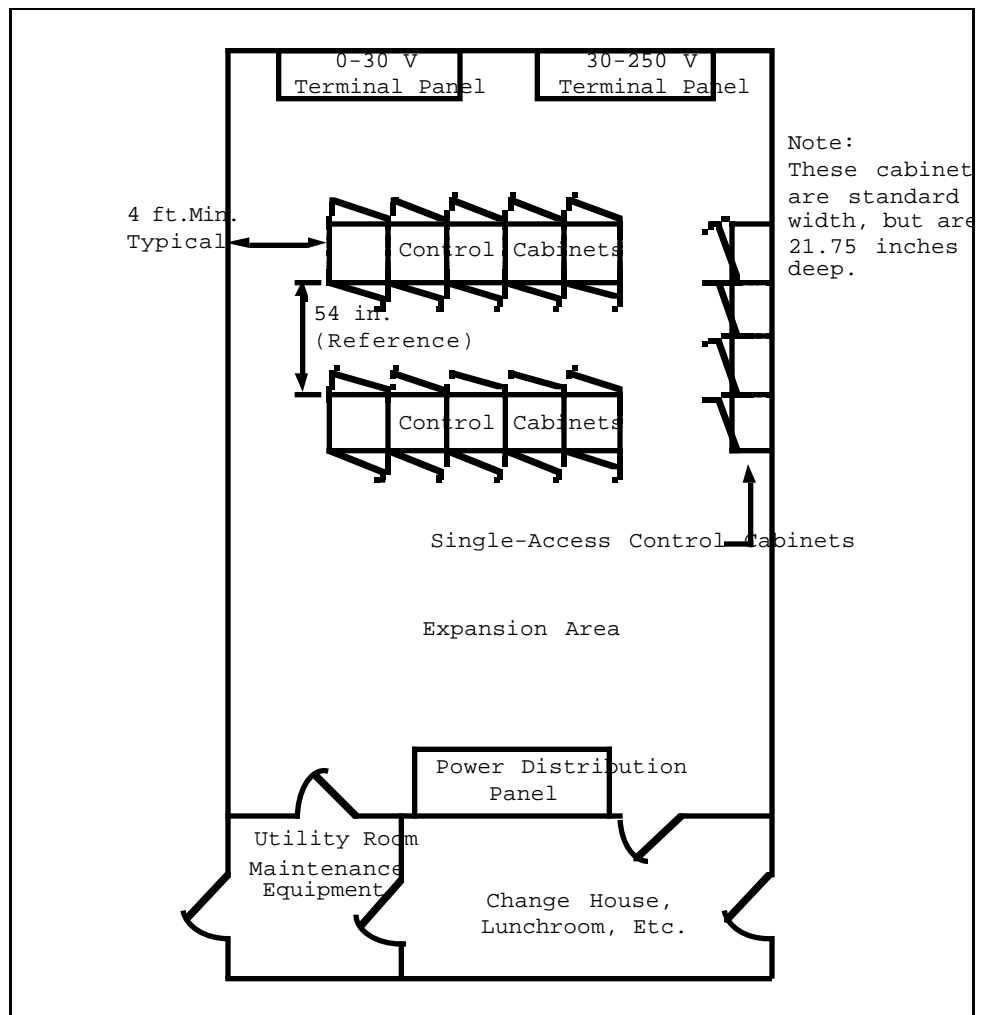 0-30 V
Terminal Panel
30-250 V
Terminal Panel
Note:
These cabinet
are standard
width, but are
21.75 inches
deep.
4 ft.Min.
Typical
Control Cabinets
54 in.
(Reference)
Control Cabinets
Single-Access Control Cabinets
Expansion Area
Power Distribution
Panel
Utility Room
Maintenance
Equipment
Change House,
Lunchroom, Etc.